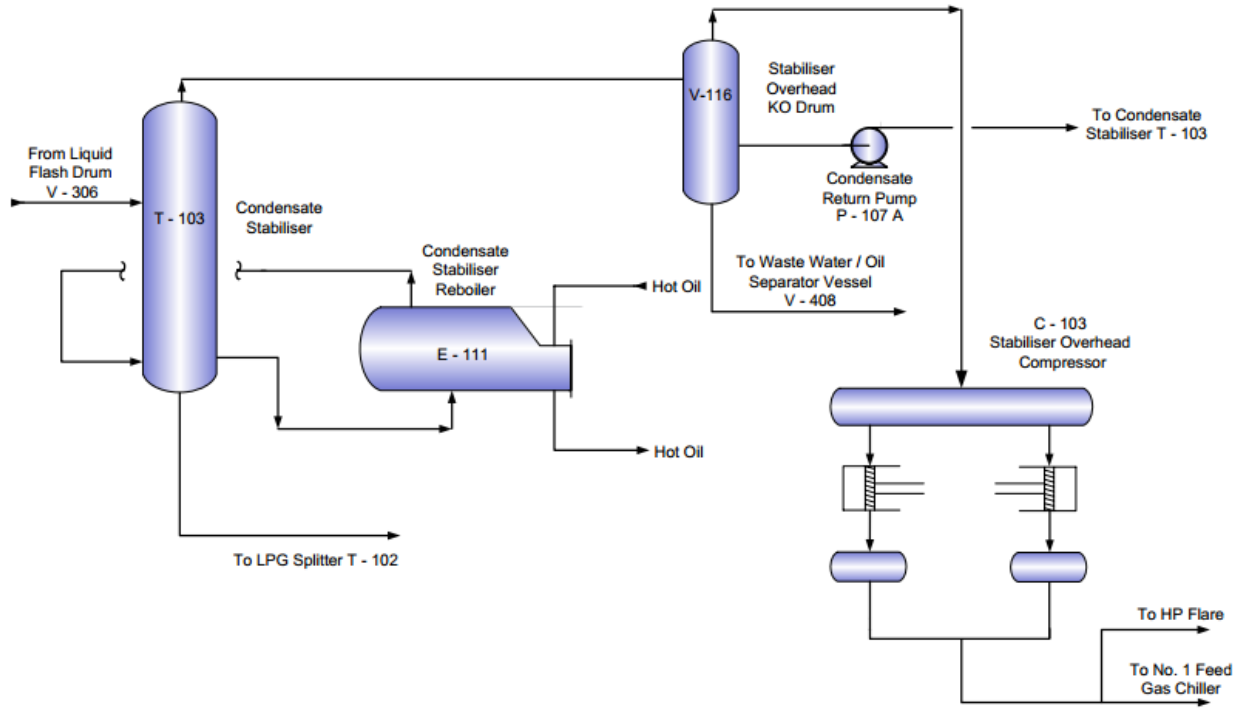 From Liquid
Flash Drum
V - 306
T - 103
Condensate
Stabiliser
Condensate
Stabiliser
Reboiler
E - 111
Hot Oil
Hot Oil
To LPG Splitter T - 102
V-116
Stabiliser
Overhead
KO Drum
To Condensate
Stabiliser T - 103
Condensate
Return Pump
P - 107 A
To Waste Water / Oil
Separator Vessel
V - 408
C - 103
Stabiliser Overhead
Compressor
To HP Flare
To No. 1 Feed
Gas Chiller